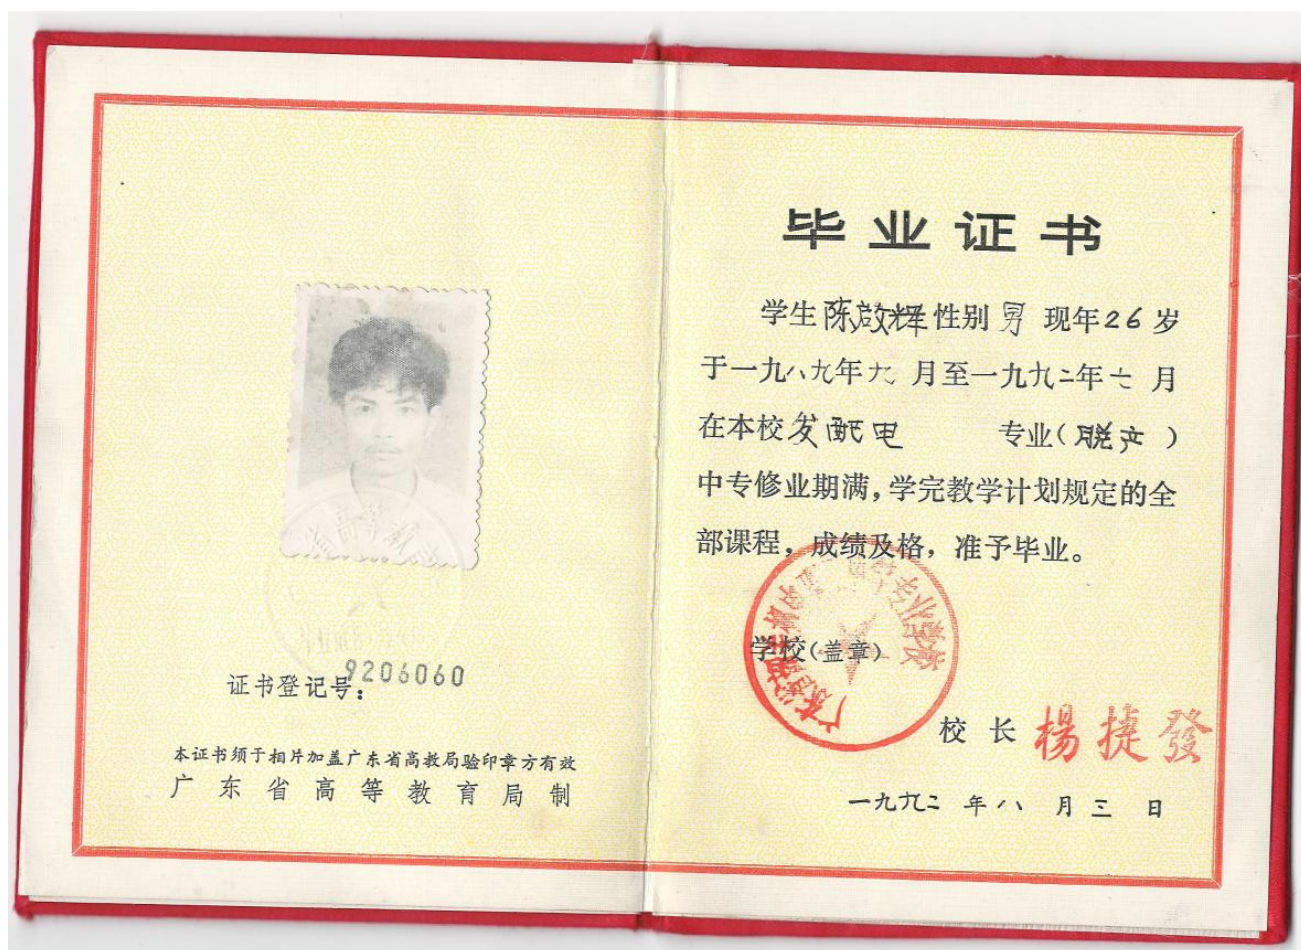 证书登记号：9206060
本证书须于相片加盖广东省高教局验印章方有效
广东省高等教育局制
毕业证书
学生陈啟辉性别男 现年26岁
于一九八九年九月至一九九二年七月
在本校发配电 专业(脱产)
中专修业期满，学完教学计划规定的全
部课程，成绩及格，准予毕业。
学校(盖章)
校长 楊捷發
一九九二年八月三日